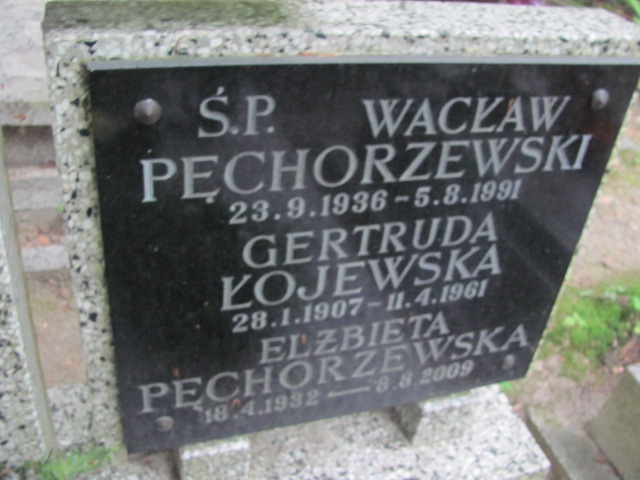 Ś.P. WACŁAW
PĘCHORZEWSKI
23.9.1936-5.8.1991
GERTRUDA
ŁOJEWSKA
28.1.1907-11.4.1961
ELŻBIETA
PĘCHORZEWSKA
18.4.1932-8.8.2009